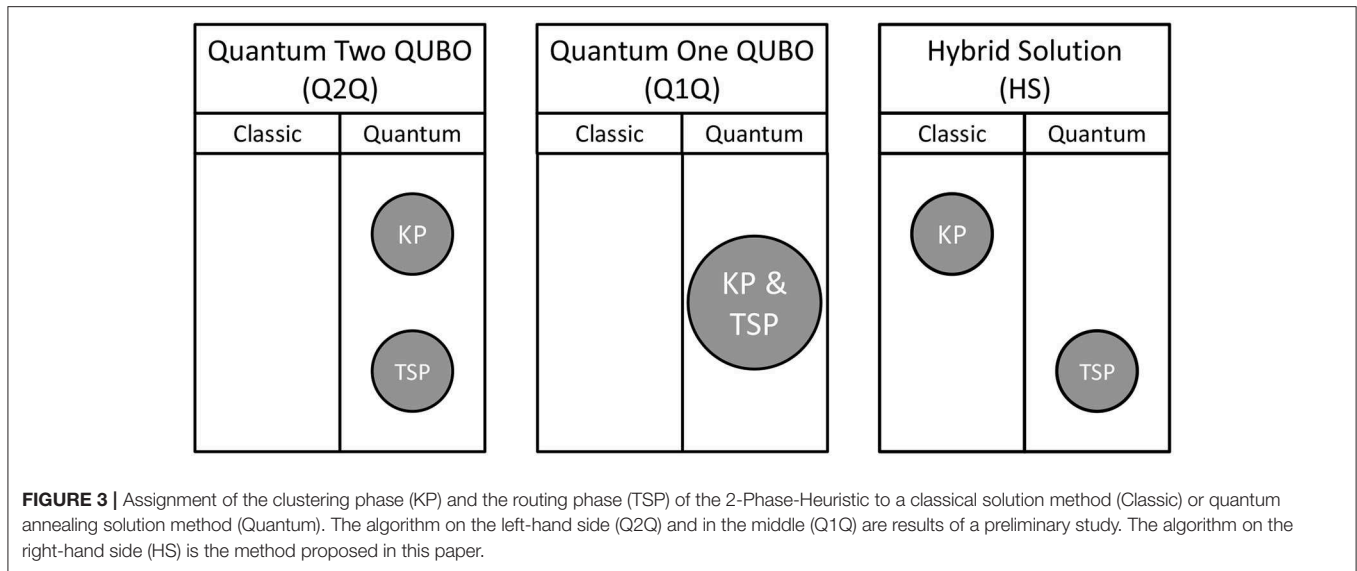 Quantum Two QUBO
(Q2Q)
Classic
Quantum
KP
TSP
Quantum One QUBO
(Q1Q)
Classic
Quantum
KP &
TSP
Hybrid Solution
(HS)
Classic
Quantum
KP
TSP
FIGURE 3 | Assignment of the clustering phase (KP) and the routing phase (TSP) of the 2-Phase-Heuristic to a classical solution method (Classic) or quantum
annealing solution method (Quantum). The algorithm on the left-hand side (Q2Q) and in the middle (Q1Q) are results of a preliminary study. The algorithm on the
right-hand side (HS) is the method proposed in this paper.